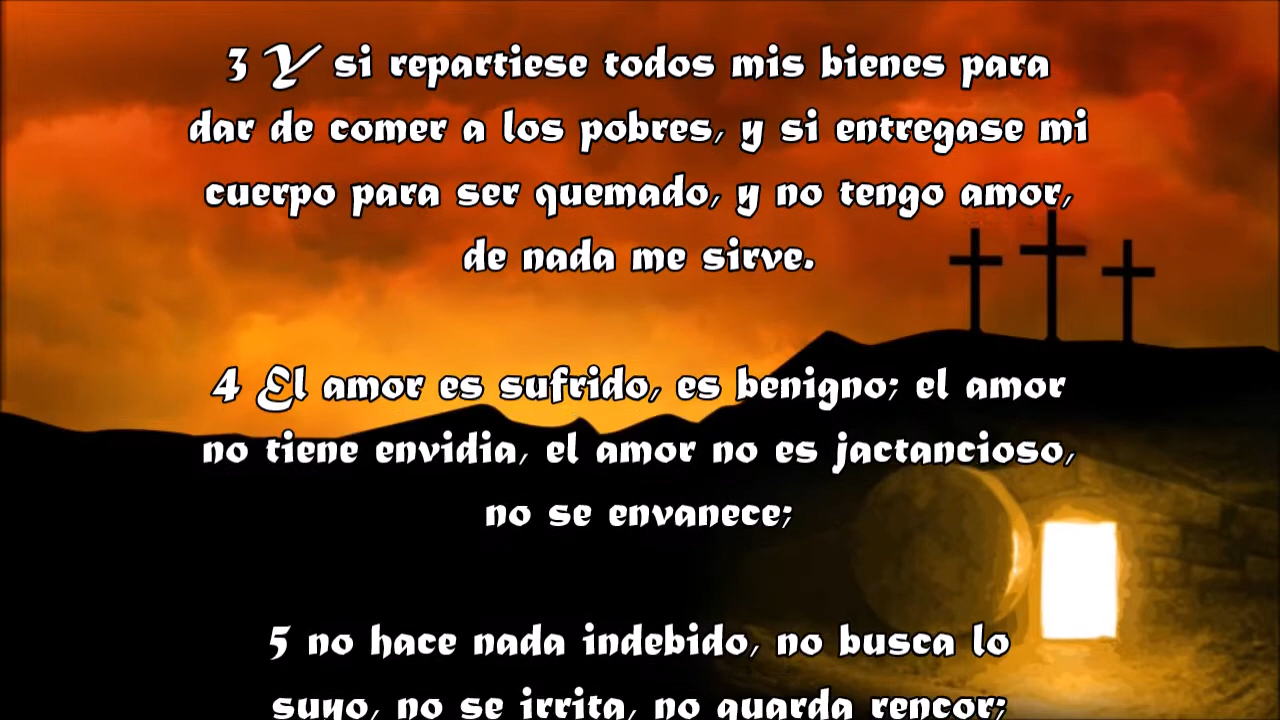 3 Y si repartiese todos mis bienes para
dar de comer a los pobres, y si entregase mi
cuerpo para ser quemado, y no tengo amor,
de nada me sirve.
4 El amor es sufrido, es benigno; el amor
no tiene envidia, el amor no es jactancioso,
no se envanece;
5 no hace nada indebido, no busca lo
suyo, no se irrita, no guarda rencor;